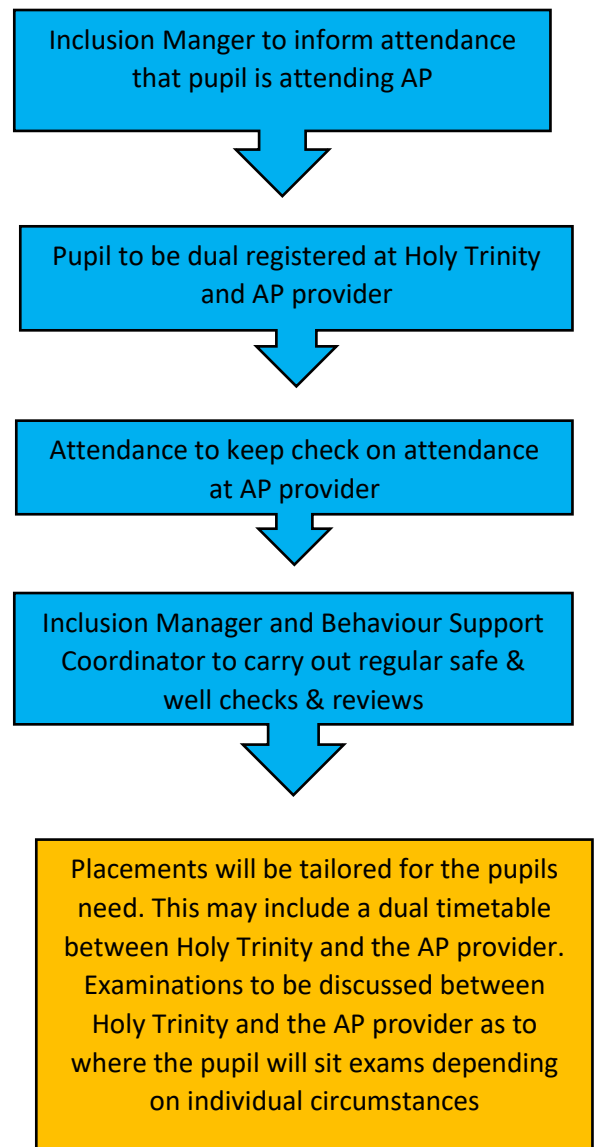 Inclusion Manger to inform attendance
that pupil is attending AP
Pupil to be dual registered at Holy Trinity
and AP provider
Attendance to keep check on attendance
at AP provider
Inclusion Manager and Behaviour Support
Coordinator to carry out regular safe &
well checks & reviews
Placements will be tailored for the pupils
need. This may include a dual timetable
between Holy Trinity and the AP provider.
Examinations to be discussed between
Holy Trinity and the AP provider as to
where the pupil will sit exams depending
on individual circumstances